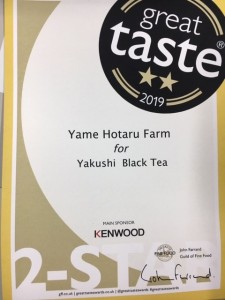 great
taste®
★★
2019
Yame Hotaru Farm
for
Yakushi Black Tea
MAIN SPONSOR
KENWOOD
John Farrand
Guild of Fine Food
2-STA